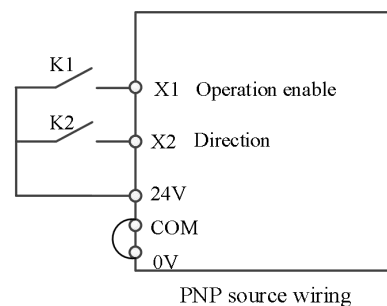 K1
X1 Operation enable
K2
X2 Direction
24V
COM
0V
PNP source wiring